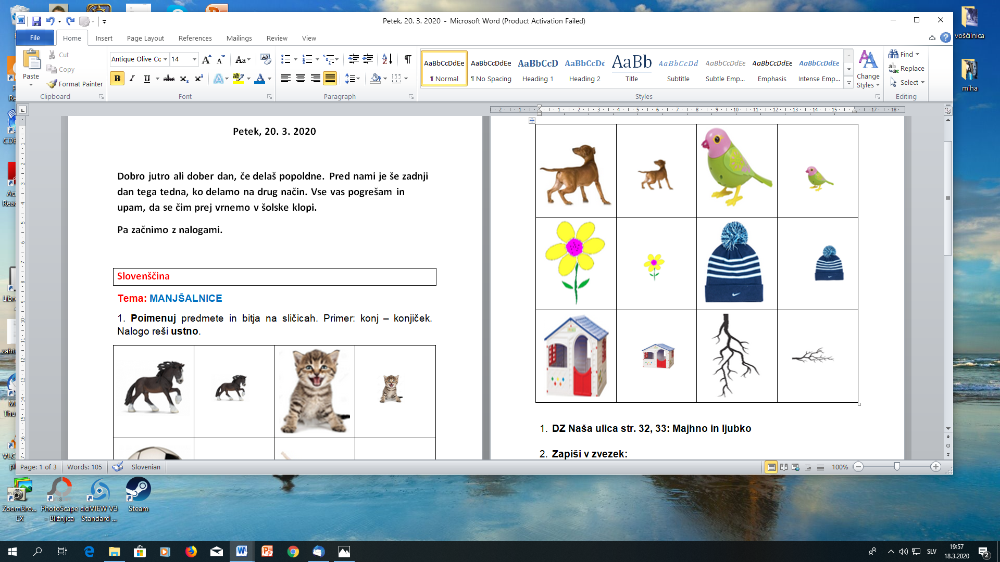 Petek, 20. 3. 2020 - Microsoft Word (Product Activation Failed)
File Home Insert Page Layout References Mailings Review View
Paste
Cut
Copy
Format Painter
Clipboard
Antique Olive Co 14
Font
Paragraph
AaBbCcDdEe AaBbCcDdEe AaBbCcD AaBbCcDc AaBb AaBbCcDd AaBbCcDdEe AaBbCcDdEe AaBbCcDdEe
¶ Normal ¶ No Spacing Heading 1 Heading 2 Title Subtitle Subtle Emp... Emphasis Intense Emp...
Styles
Change
Styles
Find
Replace
Select
Editing
Petek, 20. 3. 2020
Dobro jutro ali dober dan, če delaš popoldne. Pred nami je še zadnji
dan tega tedna, ko delamo na drug način. Vse vas pogrešam in
upam, da se čim prej vrnemo v šolske klopi.
Pa začnimo z nalogami.
Slovenščina
Tema: MANJŠALNICE
1. Poimenuj predmete in bitja na sličicah. Primer: konj – konjiček.
Nalogo reši ustno.
1. DZ Naša ulica str. 32, 33: Majhno in ljubko
2. Zapiši v zvezek:
Page: 1 of 3 Words: 105 Slovenian 100%
voščilnica
miha
ZoomBro...
EX
PhotoScape
- Bližnjica
ciciVIEW V3
Standard ...
Steam
SLV
19:57
18.3.2020
2